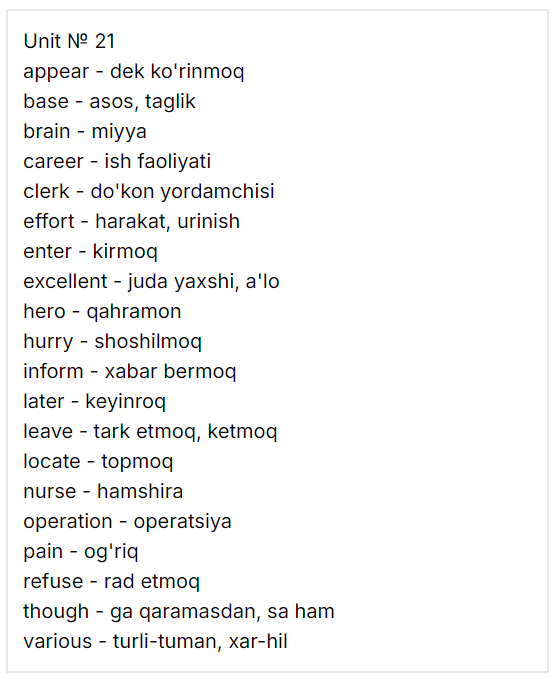 Unit № 21
appear - dek ko'rinmoq
base - asos, taglik
brain - miyya
career - ish faoliyati
clerk - do'kon yordamchisi
effort - harakat, urinish
enter - kirmoq
excellent - juda yaxshi, a'lo
hero - qahramon
hurry - shoshilmoq
inform - xabar bermoq
later - keyinroq
leave - tark etmoq, ketmoq
locate - topmoq
nurse - hamshira
operation - operatsiya
pain - og'riq
refuse - rad etmoq
though - ga qaramasdan, sa ham
various - turli-tuman, xar-hil